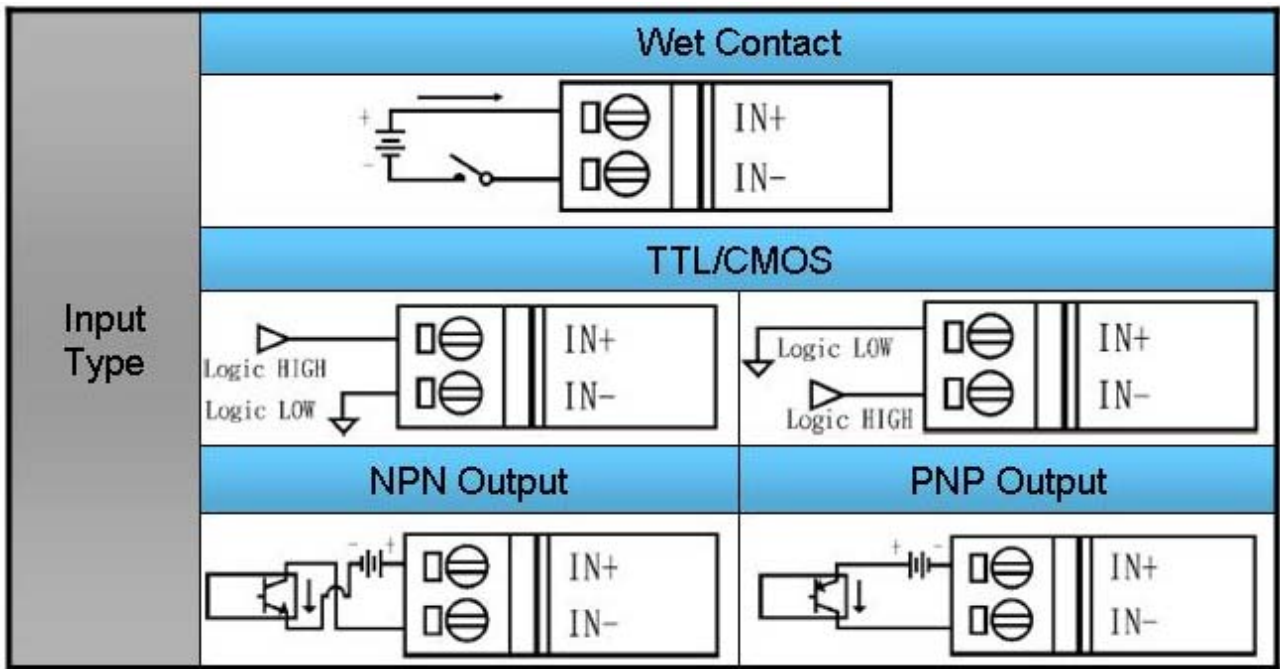 Input
Type
Wet Contact
+
-
IN+
IN-
TTL/CMOS
Logic HIGH
Logic LOW
IN+
IN-
Logic LOW
Logic HIGH
IN+
IN-
NPN Output
- +
IN+
IN-
PNP Output
+ -
IN+
IN-